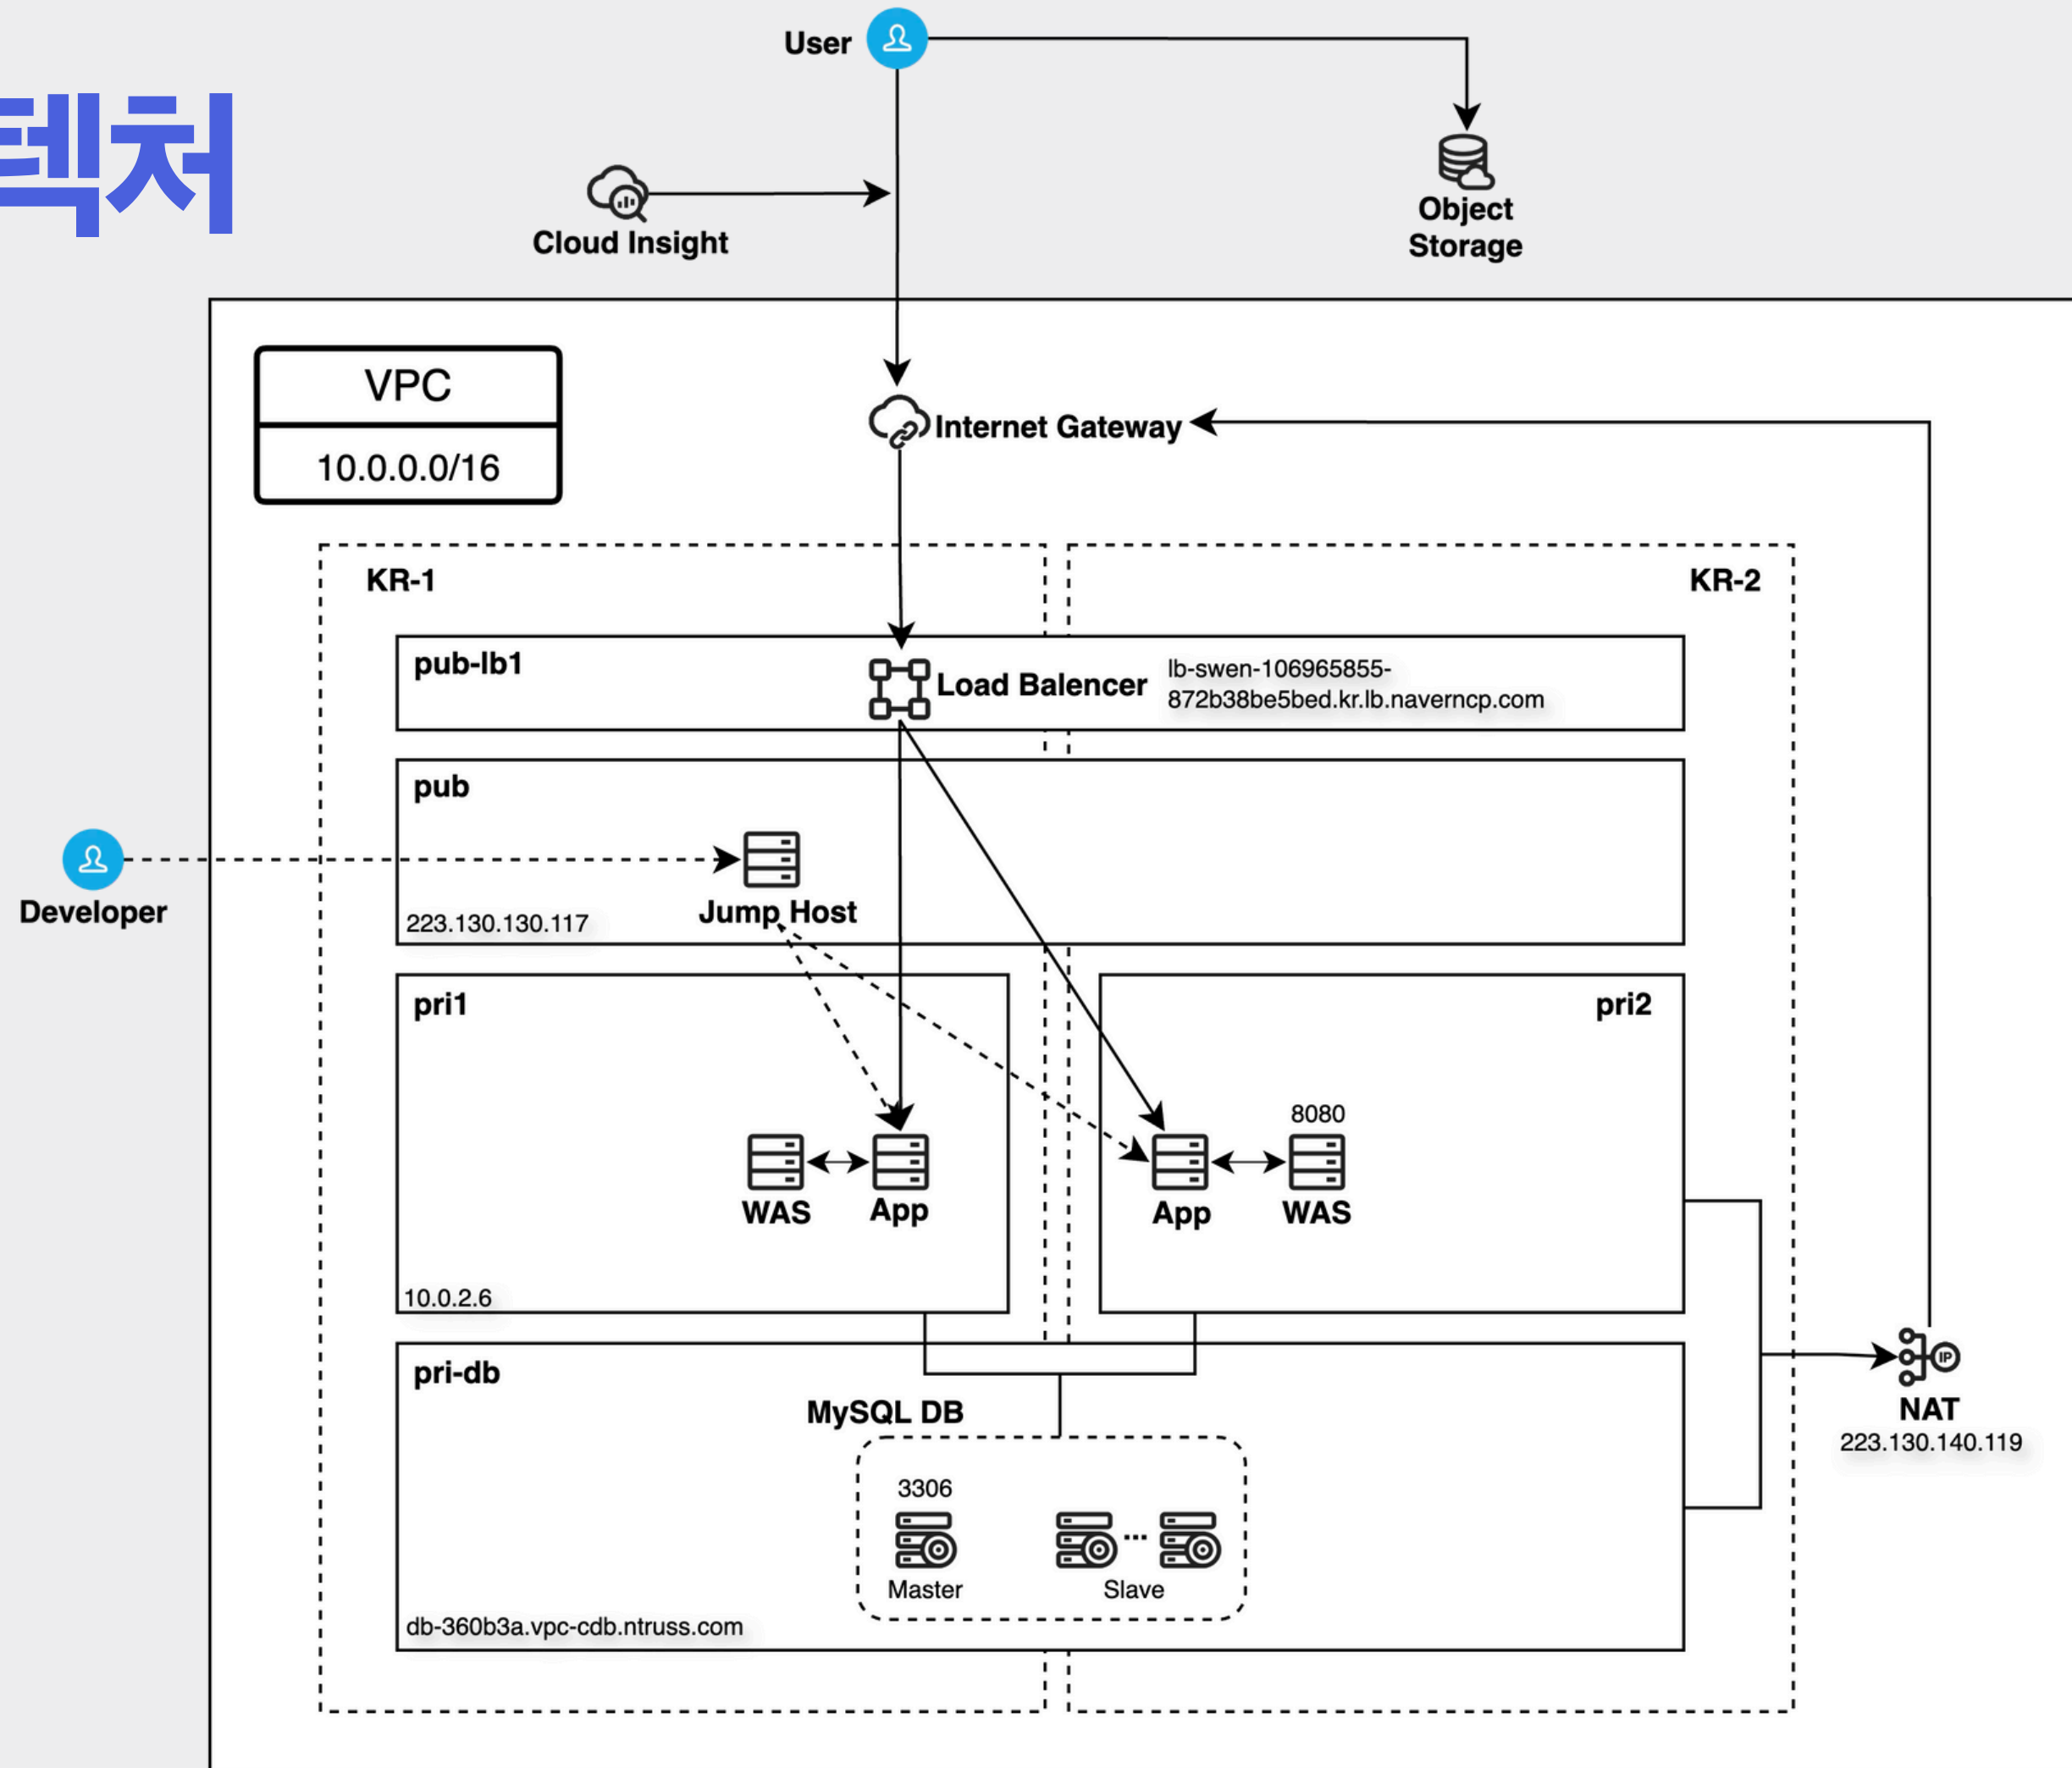 User
텍처
Cloud Insight
Object
Storage
VPC
10.0.0.0/16
Internet Gateway
KR-1
KR-2
pub-lb1
Load Balencer
lb-swen-106965855-
872b38be5bed.kr.lb.naverncp.com
pub
Developer
Jump Host
223.130.130.117
pri1
pri2
8080
WAS
App
App
WAS
10.0.2.6
pri-db
IP
NAT
223.130.140.119
MySQL DB
3306
...
Master
Slave
db-360b3a.vpc-cdb.ntruss.com